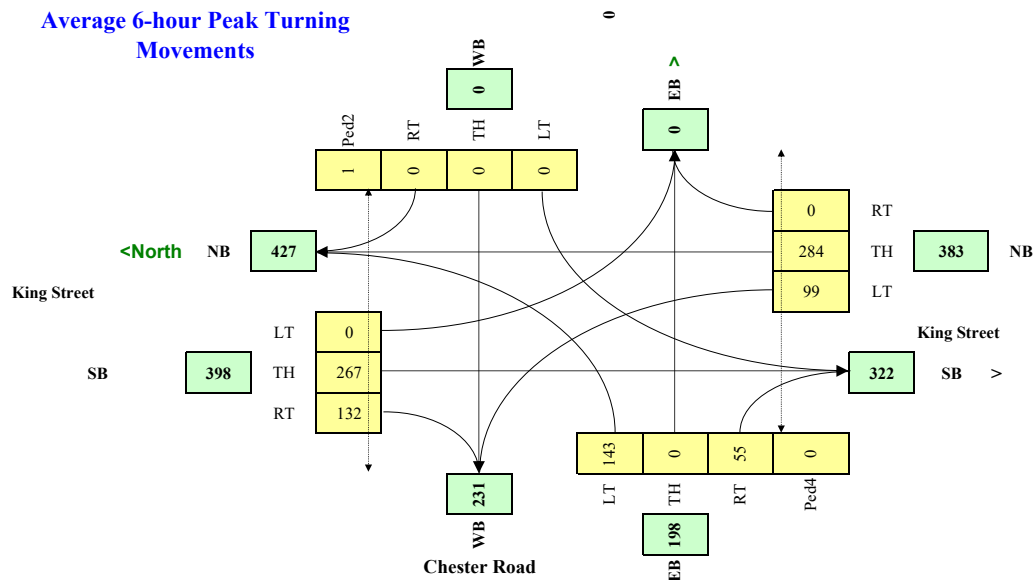 Average 6-hour Peak Turning
Movements
0
WB
0
EB
^
0
Ped2
RT
TH
LT
1
0
0
0
<North
NB
427
0
RT
284
TH
383
NB
99
LT
King Street
LT
0
SB
398
TH
267
RT
132
King Street
322
SB
>
143
0
55
0
LT
TH
RT
Ped4
231
WB
198
EB
Chester Road